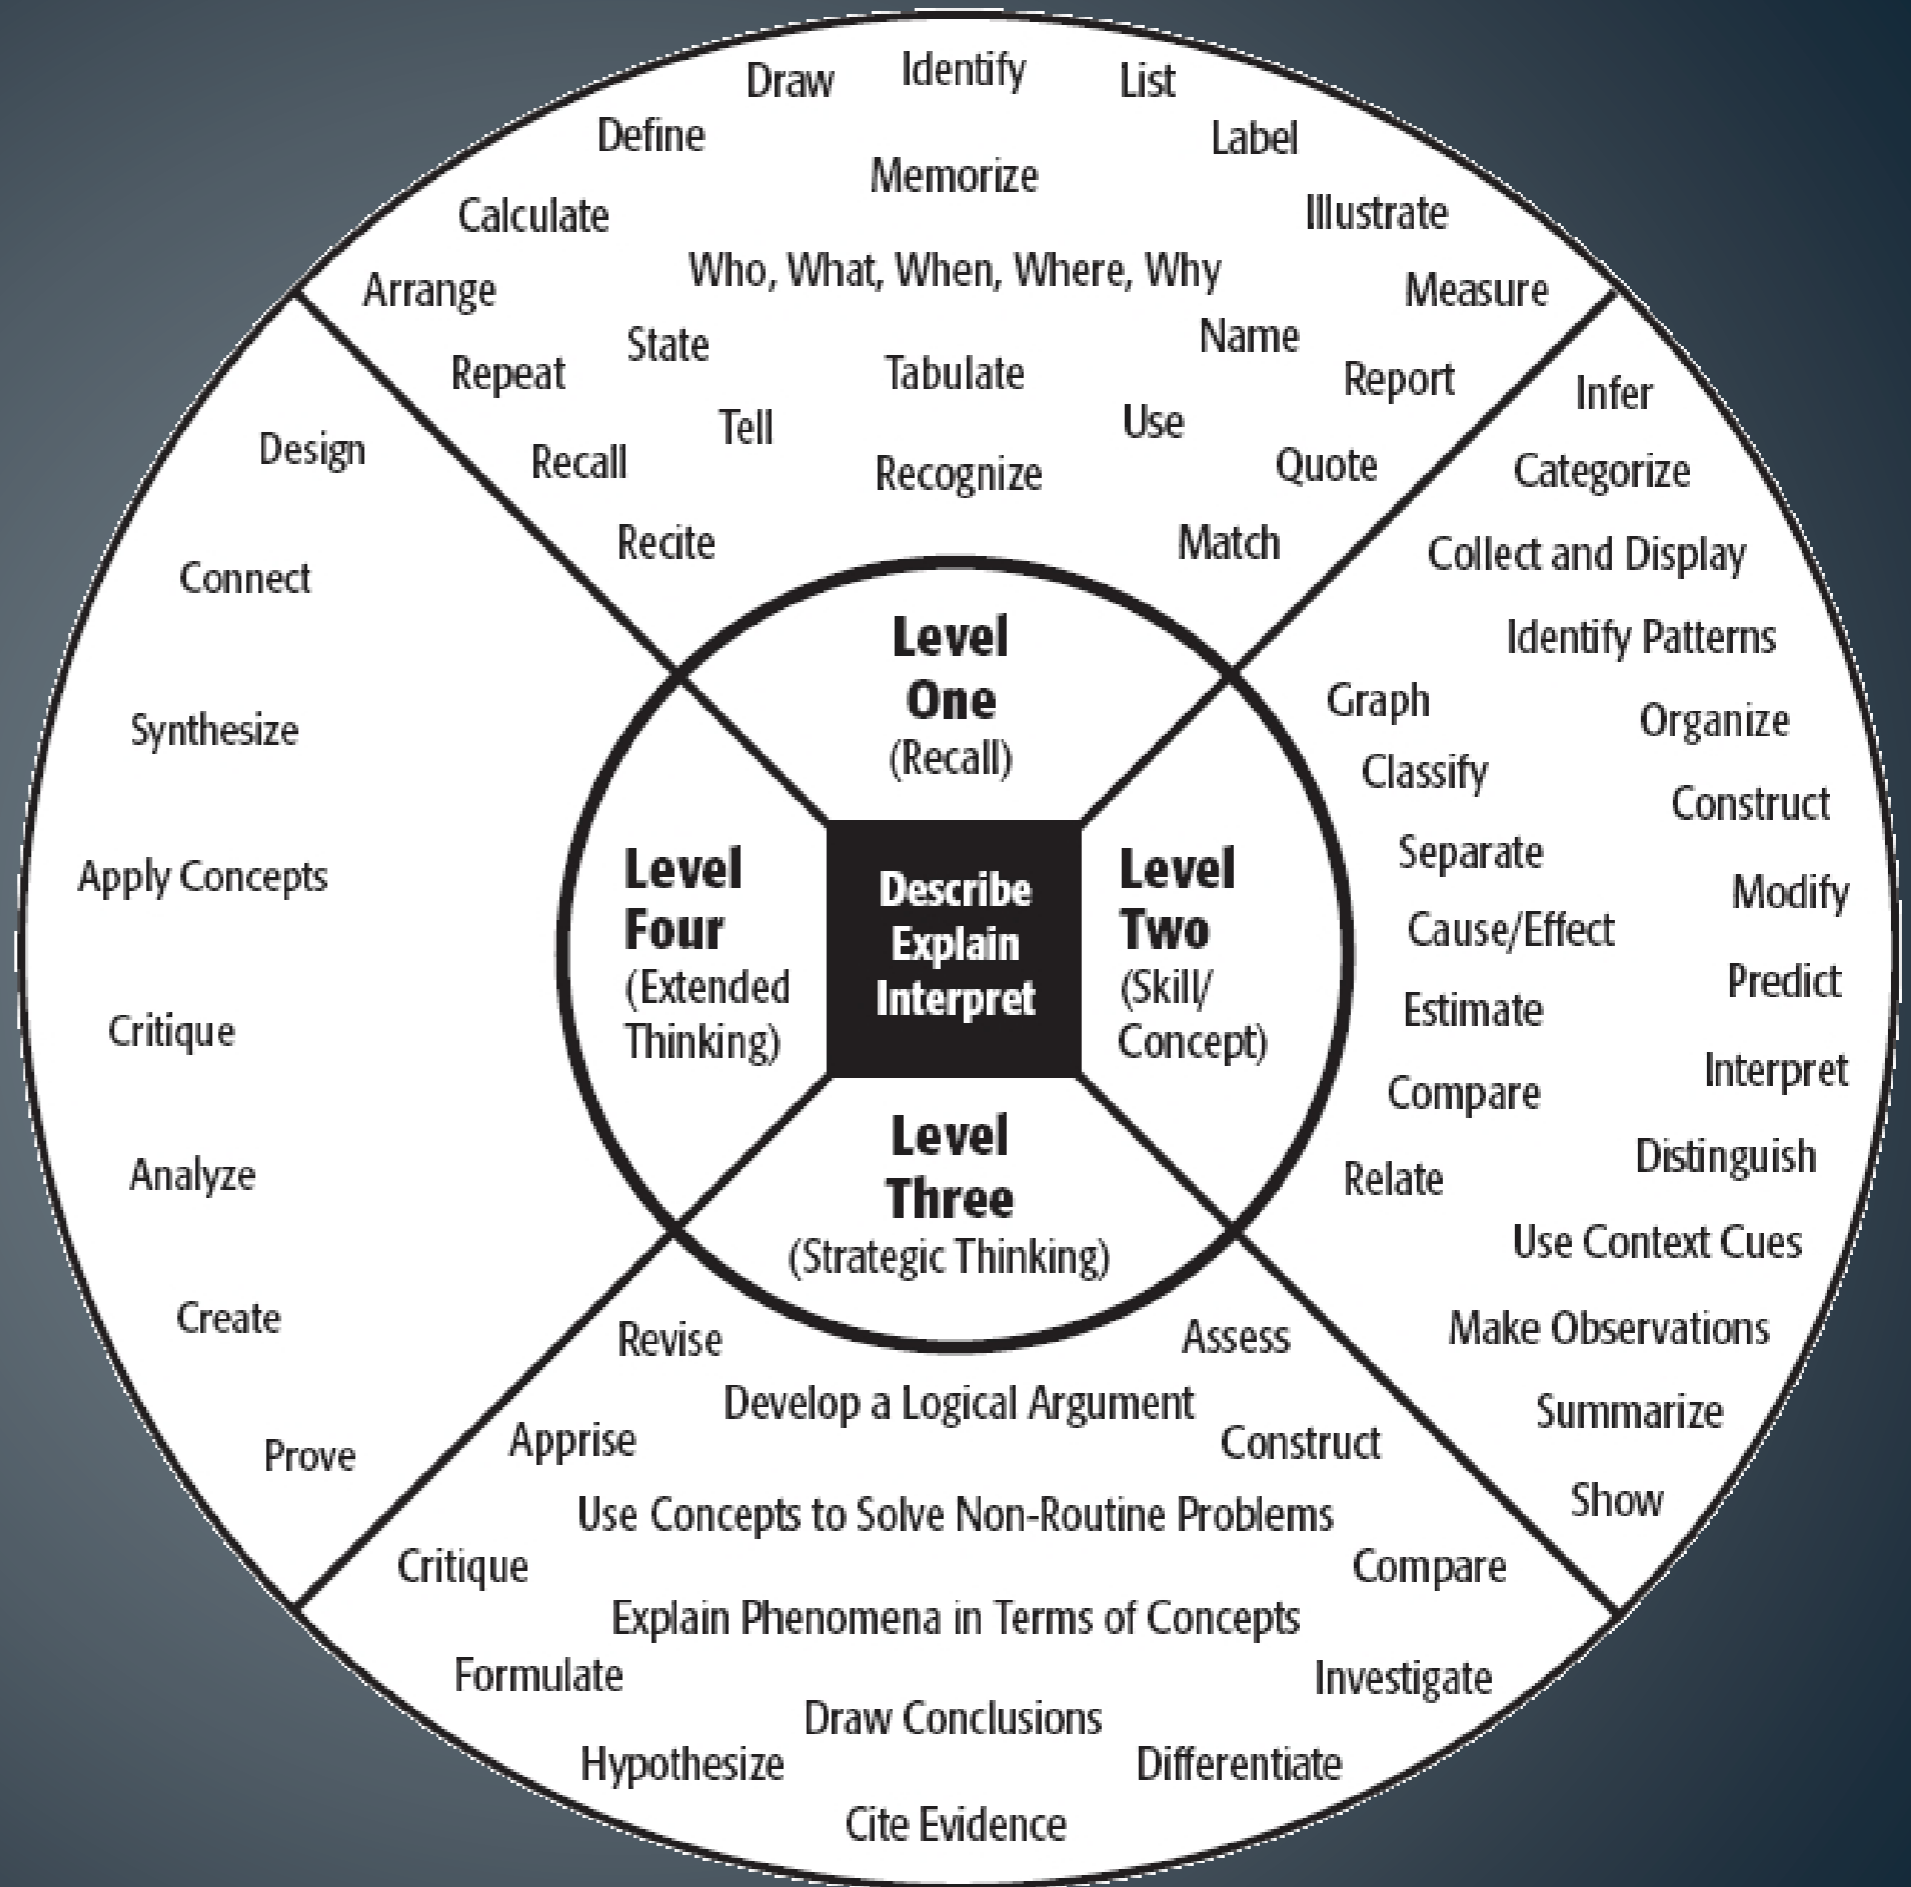 Draw
Identify
List
Define
Label
Memorize
Calculate
Illustrate
Who, What, When, Where, Why
Arrange
Measure
State
Name
Repeat
Tabulate
Report
Tell
Use
Recall
Recognize
Quote
Recite
Match
Level
One
(Recall)
Infer
Categorize
Collect and Display
Identify Patterns
Graph
Organize
Classify
Construct
Separate
Modify
Cause/Effect
Predict
Estimate
Interpret
Compare
Distinguish
Relate
Use Context Cues
Make Observations
Summarize
Show
Level
Two
(Skill/
Concept)
Describe
Explain
Interpret
Level
Three
(Strategic Thinking)
Revise
Assess
Develop a Logical Argument
Apprise
Construct
Use Concepts to Solve Non-Routine Problems
Critique
Compare
Explain Phenomena in Terms of Concepts
Formulate
Investigate
Draw Conclusions
Hypothesize
Differentiate
Cite Evidence
Level
Four
(Extended
Thinking)
Design
Connect
Synthesize
Apply Concepts
Critique
Analyze
Create
Prove